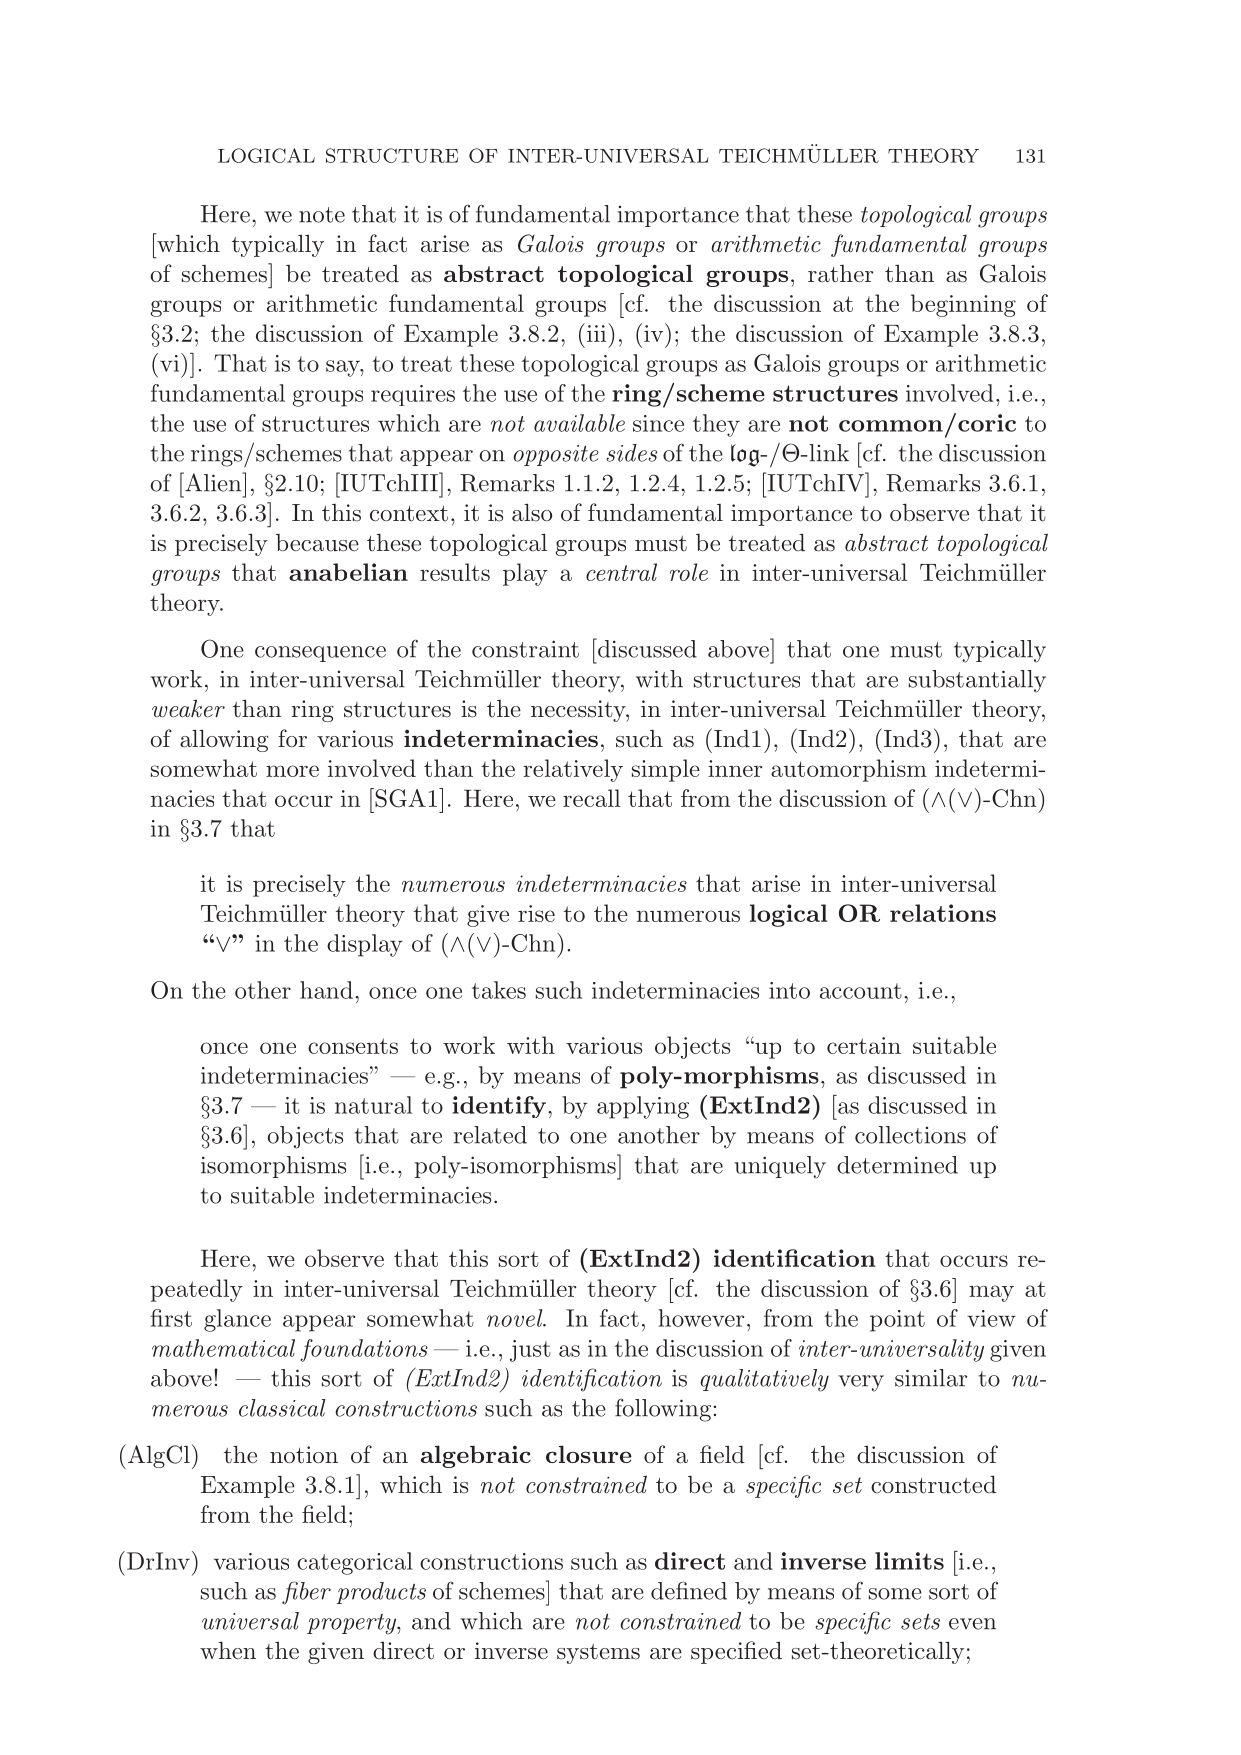 LOGICAL STRUCTURE OF INTER-UNIVERSAL TEICHMÜLLER THEORY 131
Here, we note that it is of fundamental importance that these topological groups
[which typically in fact arise as Galois groups or arithmetic fundamental groups
of schemes] be treated as abstract topological groups, rather than as Galois
groups or arithmetic fundamental groups [cf. the discussion at the beginning of
§3.2; the discussion of Example 3.8.2, (iii), (iv); the discussion of Example 3.8.3,
(vi)]. That is to say, to treat these topological groups as Galois groups or arithmetic
fundamental groups requires the use of the ring/scheme structures involved, i.e.,
the use of structures which are not available since they are not common/coric to
the rings/schemes that appear on opposite sides of the 𝔩𝔬𝔤-/Θ-link [cf. the discussion
of [Alien], §2.10; [IUTchIII], Remarks 1.1.2, 1.2.4, 1.2.5; [IUTchIV], Remarks 3.6.1,
3.6.2, 3.6.3]. In this context, it is also of fundamental importance to observe that it
is precisely because these topological groups must be treated as abstract topological
groups that anabelian results play a central role in inter-universal Teichmüller
theory.
One consequence of the constraint [discussed above] that one must typically
work, in inter-universal Teichmüller theory, with structures that are substantially
weaker than ring structures is the necessity, in inter-universal Teichmüller theory,
of allowing for various indeterminacies, such as (Ind1), (Ind2), (Ind3), that are
somewhat more involved than the relatively simple inner automorphism indetermi-
nacies that occur in [SGA1]. Here, we recall that from the discussion of (∧(∨)-Chn)
in §3.7 that
it is precisely the numerous indeterminacies that arise in inter-universal
Teichmüller theory that give rise to the numerous logical OR relations
“∨” in the display of (∧(∨)-Chn).
On the other hand, once one takes such indeterminacies into account, i.e.,
once one consents to work with various objects “up to certain suitable
indeterminacies” — e.g., by means of poly-morphisms, as discussed in
§3.7 — it is natural to identify, by applying (ExtInd2) [as discussed in
§3.6], objects that are related to one another by means of collections of
isomorphisms [i.e., poly-isomorphisms] that are uniquely determined up
to suitable indeterminacies.
Here, we observe that this sort of (ExtInd2) identification that occurs re-
peatedly in inter-universal Teichmüller theory [cf. the discussion of §3.6] may at
first glance appear somewhat novel. In fact, however, from the point of view of
mathematical foundations — i.e., just as in the discussion of inter-universality given
above! — this sort of (ExtInd2) identification is qualitatively very similar to nu-
merous classical constructions such as the following:
(AlgCl) the notion of an algebraic closure of a field [cf. the discussion of
Example 3.8.1], which is not constrained to be a specific set constructed
from the field;
(DrInv) various categorical constructions such as direct and inverse limits [i.e.,
such as fiber products of schemes] that are defined by means of some sort of
universal property, and which are not constrained to be specific sets even
when the given direct or inverse systems are specified set-theoretically;